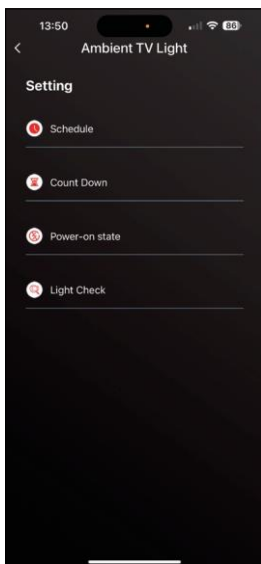 13:50
86
Ambient TV Light
Setting
Schedule
Count Down
Power-on state
Light Check